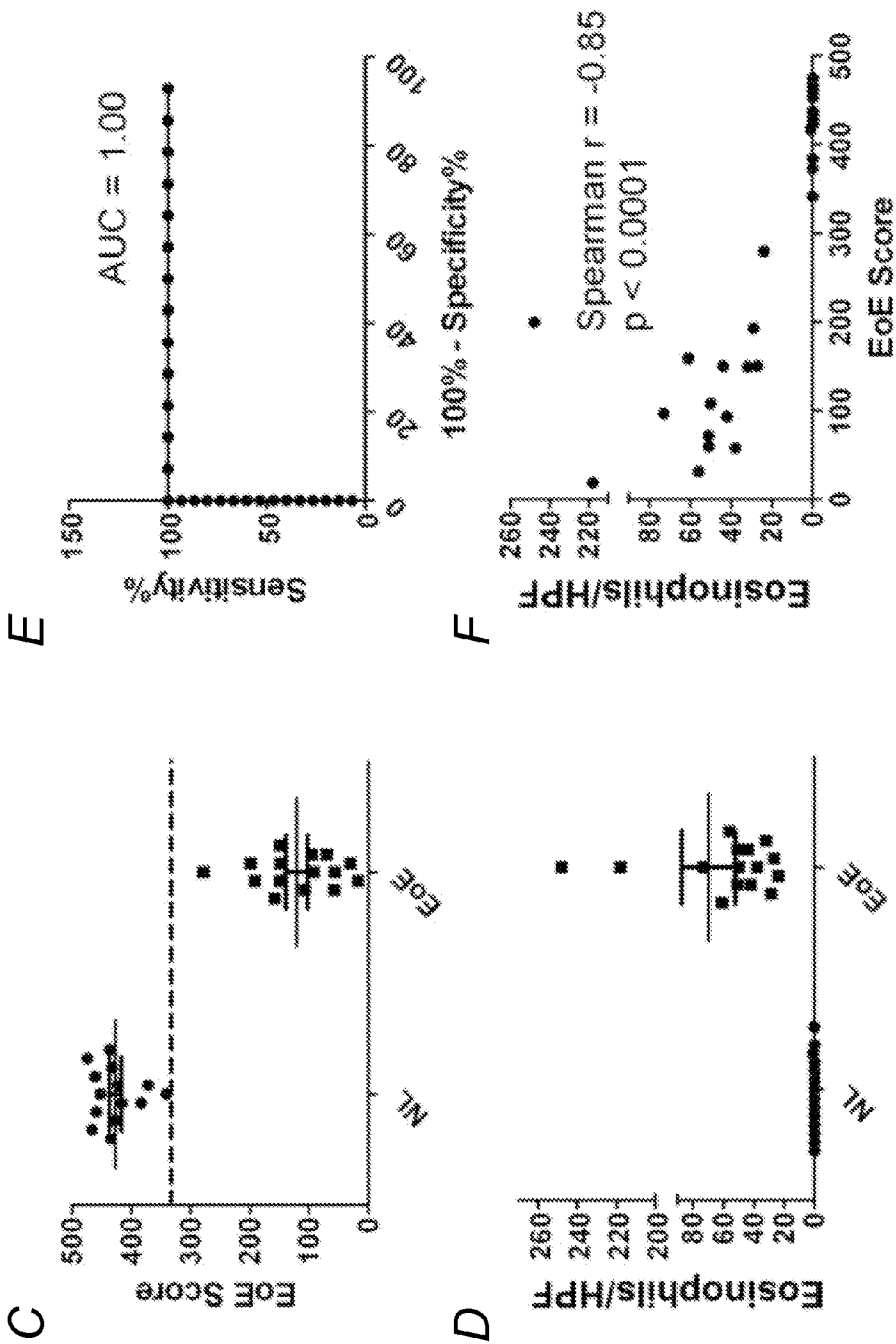 C
500
400
300
200
100
0
EoE Score
NL
EoE
D
260
220
200
80
60
40
20
0
Eosinophils/HPF
NL
EoE
E
150
100
50
0
Sensitivity%
AUC = 1.00
0
20
40
60
80
100
100% - Specificity%
F
260
240
220
80
60
40
20
0
Eosinophils/HPF
Spearman r = -0.85
p < 0.0001
0
100
200
300
400
500
EoE Score